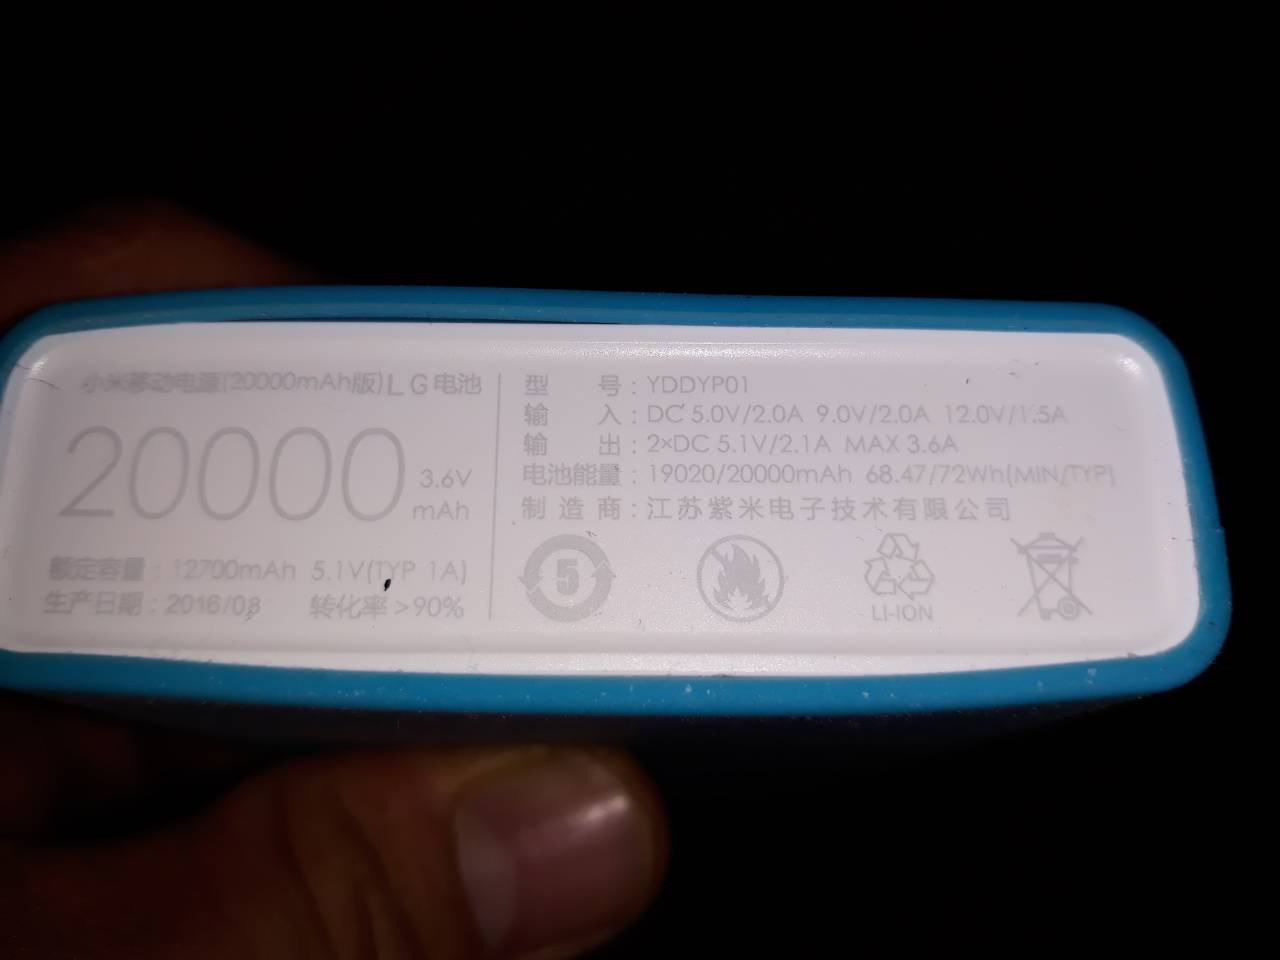 小米移动电源(20000mAh版)LG电池
20000
3.6V
mAh
额定容量：12700mAh 5.1V(TYP 1A)
生产日期：2016/08 转化率>90%
型 号：YDDYP01
输 入：DC 5.0V/2.0A 9.0V/2.0A 12.0V/1.5A
输 出：2×DC 5.1V/2.1A MAX 3.6A
电池能量：19020/20000mAh 68.47/72Wh(MIN/TYP)
制 造 商：江苏紫米电子技术有限公司
5
LI-ION